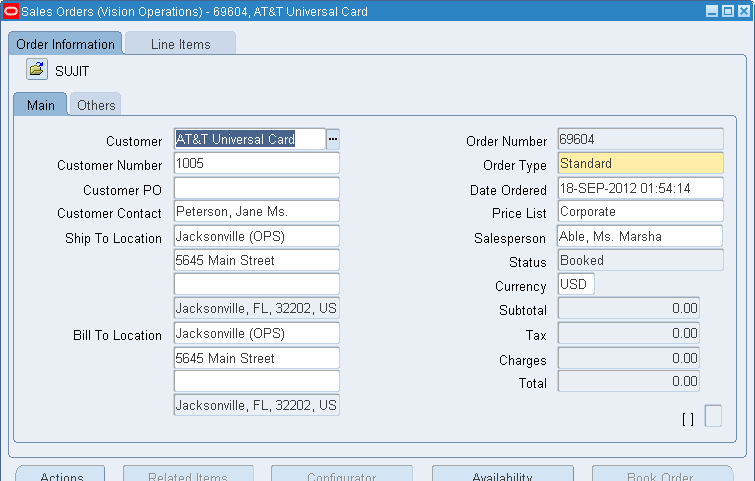 Sales Orders (Vision Operations) - 69604, AT&T Universal Card
Order Information Line Items
SUJIT
Main Others
Customer AT&T Universal Card ...
Customer Number 1005
Customer PO
Customer Contact Peterson, Jane Ms.
Ship To Location Jacksonville (OPS)
5645 Main Street
Jacksonville, FL, 32202, US
Bill To Location Jacksonville (OPS)
5645 Main Street
Jacksonville, FL, 32202, US
Order Number 69604
Order Type Standard
Date Ordered 18-SEP-2012 01:54:14
Price List Corporate
Salesperson Able, Ms. Marsha
Status Booked
Currency USD
Subtotal 0.00
Tax 0.00
Charges 0.00
Total 0.00
[ ]
Actions Related Items Configurator Availability Book Order